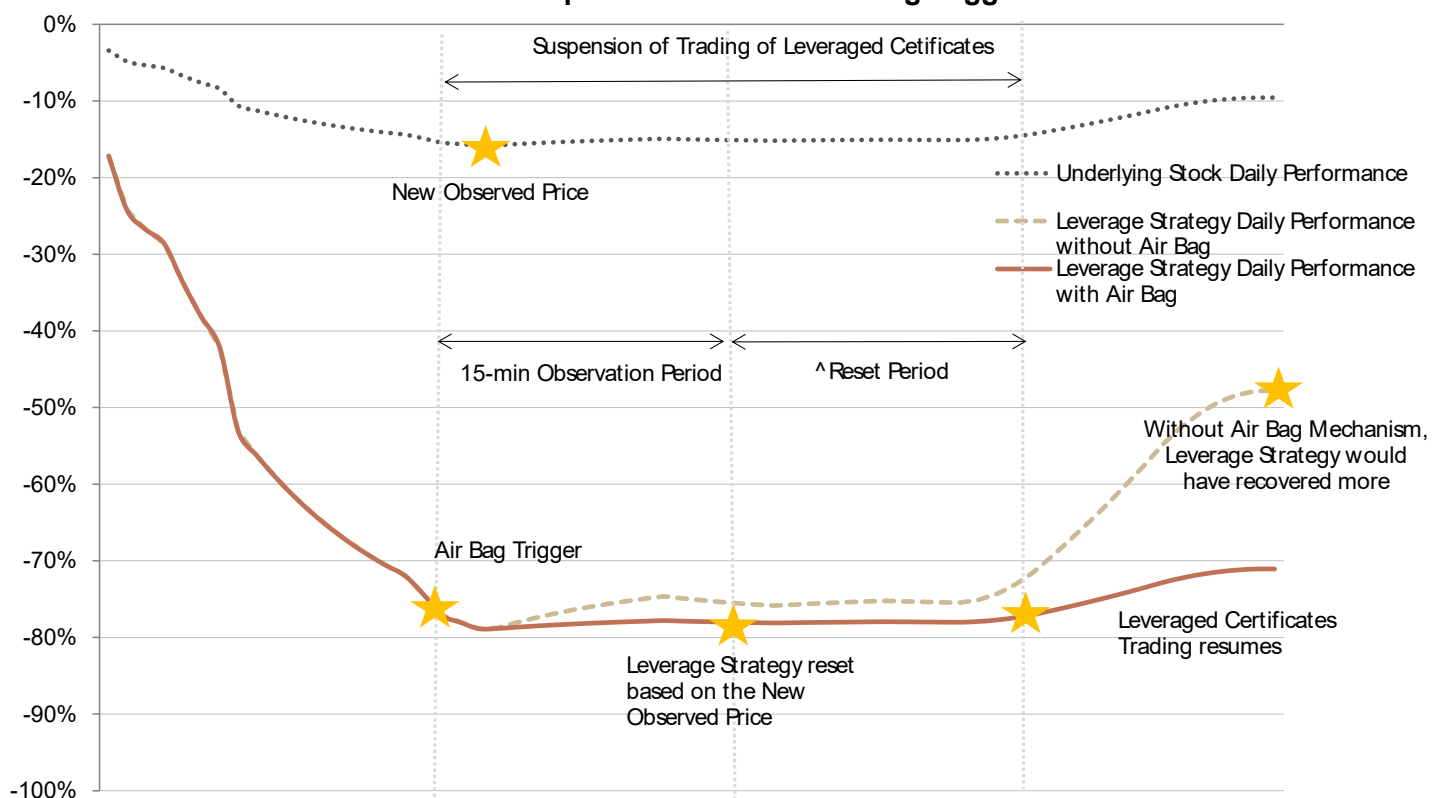 0%
Suspension of Trading of Leveraged Cetificates
-10%
New Observed Price
-20%
Underlying Stock Daily Performance
Leverage Strategy Daily Performance
without Air Bag
Leverage Strategy Daily Performance
with Air Bag
-30%
-40%
15-min Observation Period
^Reset Period
-50%
Without Air Bag Mechanism,
Leverage Strategy would
have recovered more
-60%
Air Bag Trigger
-70%
-80%
Leveraged Certificates
Trading resumes
Leverage Strategy reset
based on the New
Observed Price
-90%
-100%